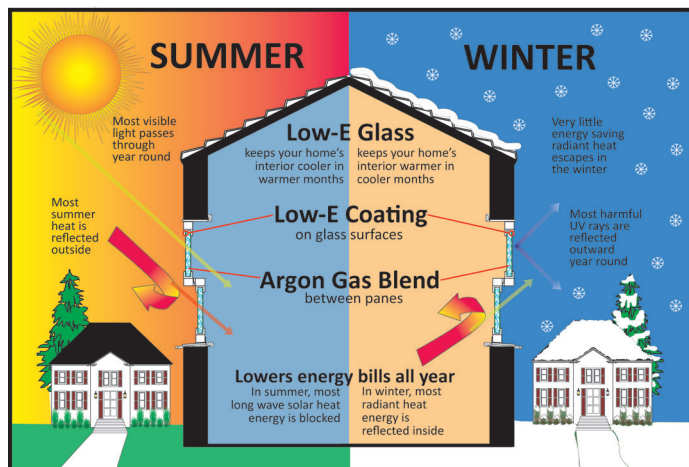 SUMMER
WINTER
Most visible
light passes
through
year round
Most
summer
heat is
reflected
outside
Low-E Glass
keeps your home's
interior cooler in
warmer months
keeps your home's
interior warmer in
cooler months
Low-E Coating
on glass surfaces
Argon Gas Blend
between panes
Lowers energy bills all year
In summer, most
long wave solar heat
energy is blocked
In winter, most
radiant heat
energy is
reflected inside
Very little
energy saving
radiant heat
escapes in
the winter
Most harmful
UV rays are
reflected
outward
year round